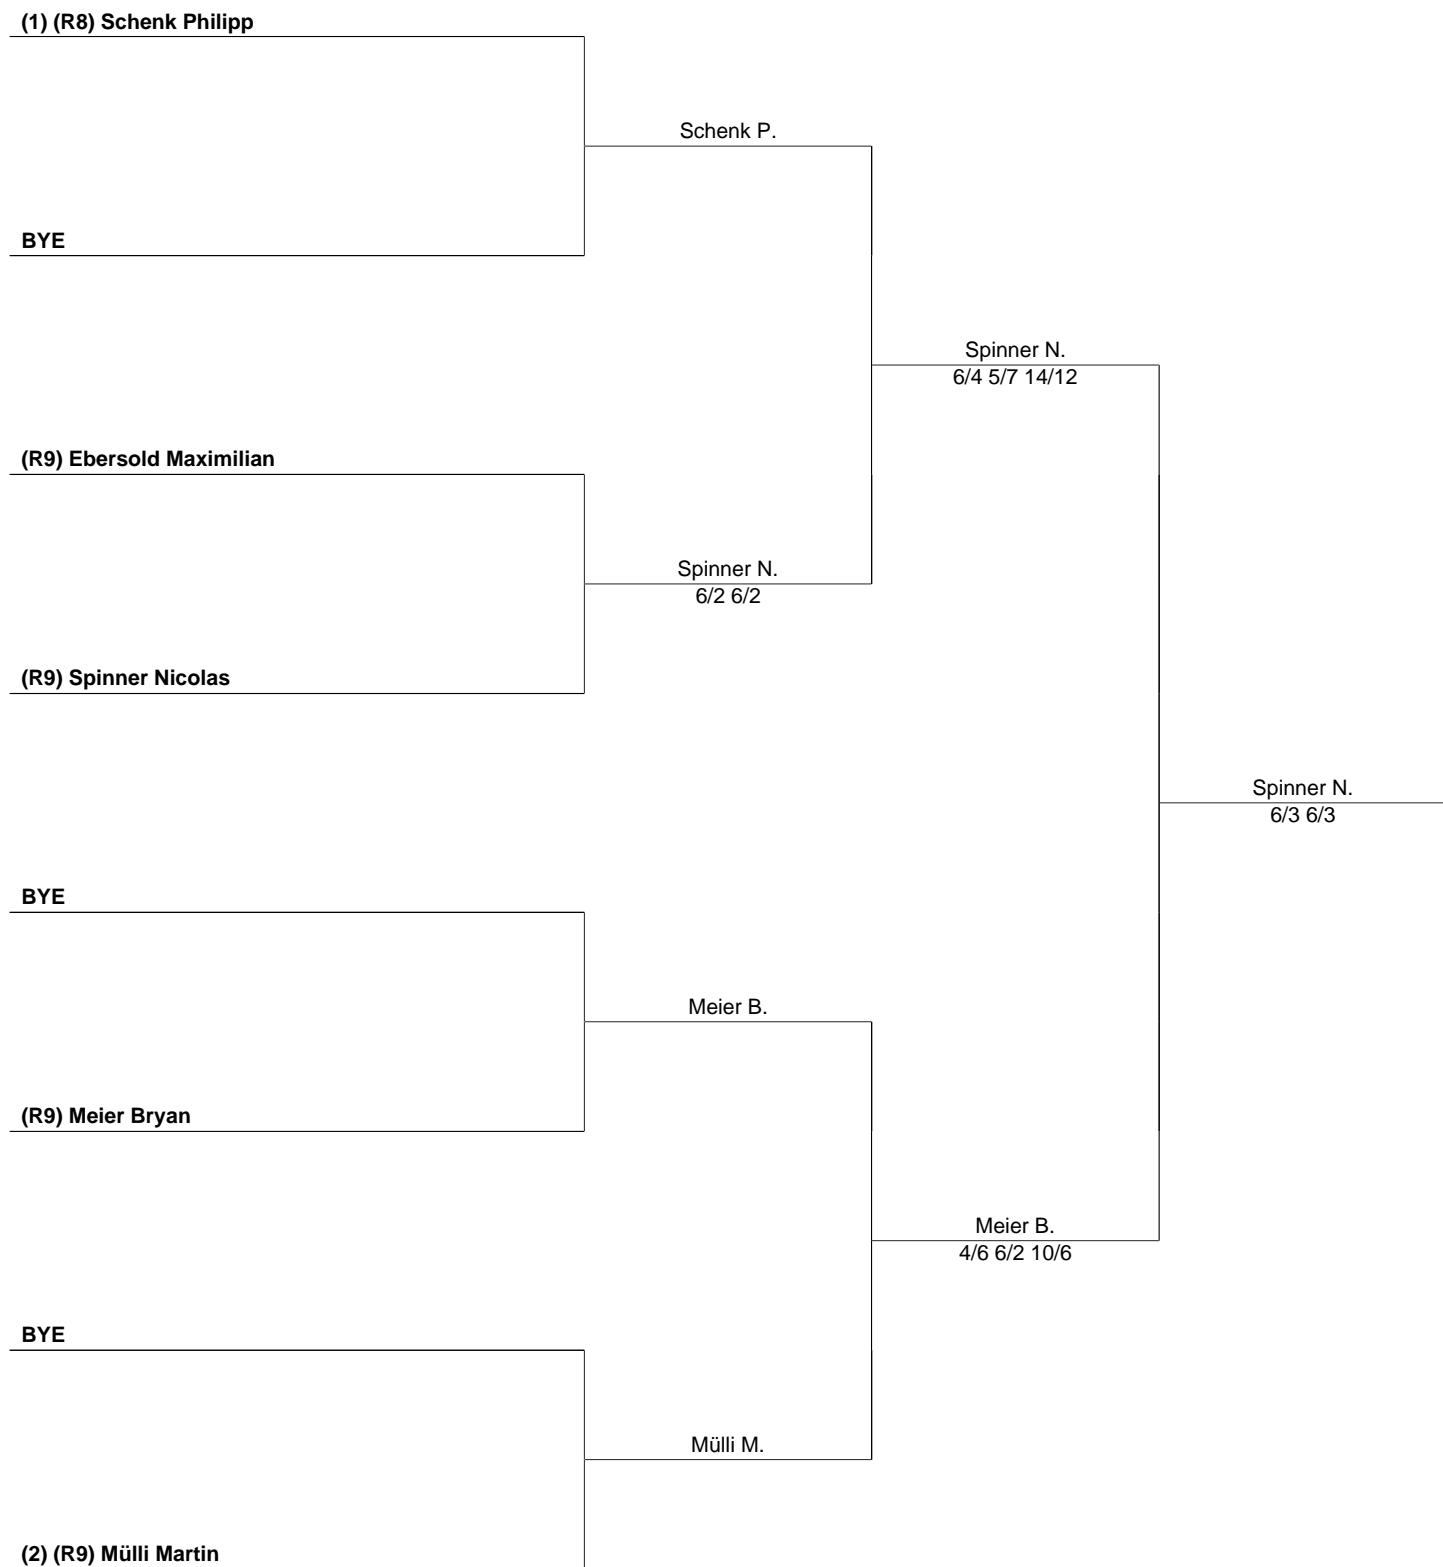 (1) (R8) Schenk Philipp
Schenk P.
BYE
Spinner N.
6/4 5/7 14/12
(R9) Ebersold Maximilian
Spinner N.
6/2 6/2
(R9) Spinner Nicolas
Spinner N.
6/3 6/3
BYE
Meier B.
(R9) Meier Bryan
Meier B.
4/6 6/2 10/6
BYE
Mülli M.
(2) (R9) Mülli Martin